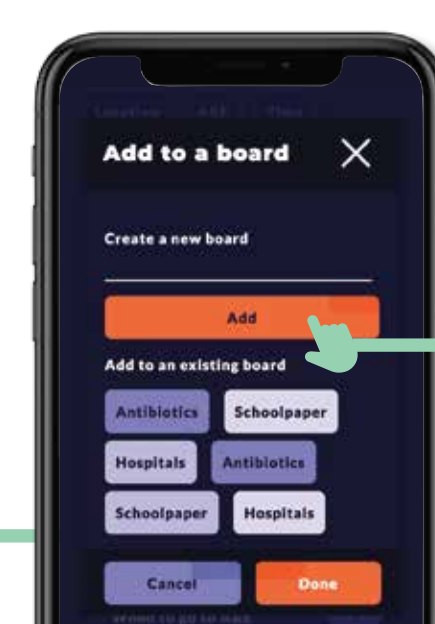 Add to a board
Create a new board
Add
Add to an existing board
Antibiotics Schoolpaper
Hospitals Antibiotics
Schoolpaper Hospitals
Cancel Done